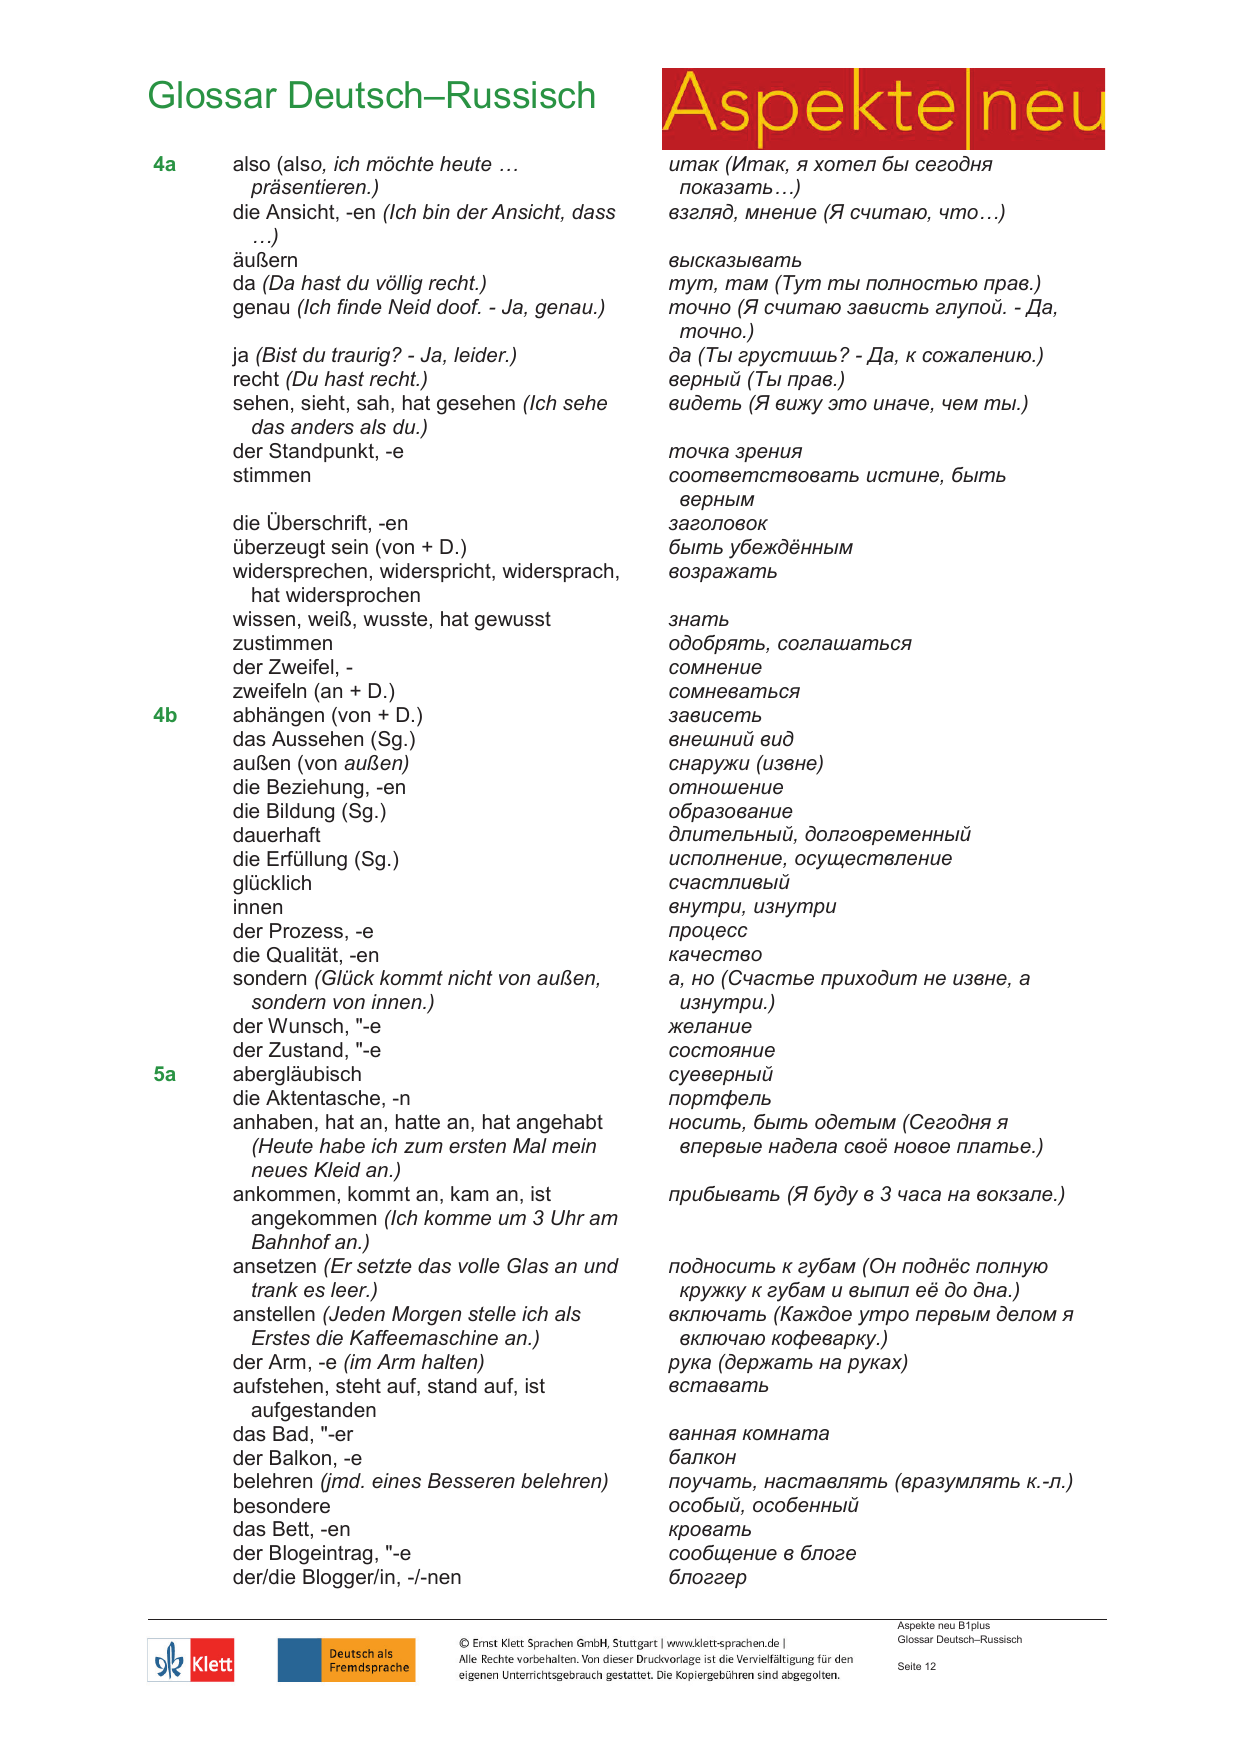 Glossar Deutsch–Russisch
Aspekte|neu
4a also (also, ich möchte heute … итак (Итак, я хотел бы сегодня
präsentieren.) показать…)
die Ansicht, -en (Ich bin der Ansicht, dass взгляд, мнение (Я считаю, что…)
…)
äußern высказывать
da (Da hast du völlig recht.) тут, там (Тут ты полностью прав.)
genau (Ich finde Neid doof. - Ja, genau.) точно (Я считаю зависть глупой. - Да,
точно.)
ja (Bist du traurig? - Ja, leider.) да (Ты грустишь? - Да, к сожалению.)
recht (Du hast recht.) верный (Ты прав.)
sehen, sieht, sah, hat gesehen (Ich sehe видеть (Я вижу это иначе, чем ты.)
das anders als du.)
der Standpunkt, -e точка зрения
stimmen соответствовать истине, быть
верным
die Überschrift, -en заголовок
überzeugt sein (von + D.) быть убеждённым
widersprechen, widerspricht, widersprach, возражать
hat widersprochen
wissen, weiß, wusste, hat gewusst знать
zustimmen одобрять, соглашаться
der Zweifel, - сомнение
zweifeln (an + D.) сомневаться
4b abhängen (von + D.) зависеть
das Aussehen (Sg.) внешний вид
außen (von außen) снаружи (извне)
die Beziehung, -en отношение
die Bildung (Sg.) образование
dauerhaft длительный, долговременный
die Erfüllung (Sg.) исполнение, осуществление
glücklich счастливый
innen внутри, изнутри
der Prozess, -e процесс
die Qualität, -en качество
sondern (Glück kommt nicht von außen, а, но (Счастье приходит не извне, а
sondern von innen.) изнутри.)
der Wunsch, "-e желание
der Zustand, "-e состояние
5a abergläubisch суеверный
die Aktentasche, -n портфель
anhaben, hat an, hatte an, hat angehabt носить, быть одетым (Сегодня я
(Heute habe ich zum ersten Mal mein впервые надела своё новое платье.)
neues Kleid an.)
ankommen, kommt an, kam an, ist прибывать (Я буду в 3 часа на вокзале.)
angekommen (Ich komme um 3 Uhr am
Bahnhof an.)
ansetzen (Er setzte das volle Glas an und подносить к губам (Он поднёс полную
trank es leer.) кружку к губам и выпил её до дна.)
anstellen (Jeden Morgen stelle ich als включать (Каждое утро первым делом я
Erstes die Kaffeemaschine an.) включаю кофеварку.)
der Arm, -e (im Arm halten) рука (держать на руках)
aufstehen, steht auf, stand auf, ist вставать
aufgestanden
das Bad, "-er ванная комната
der Balkon, -e балкон
belehren (jmd. eines Besseren belehren) поучать, наставлять (вразумлять к.-л.)
besondere особый, особенный
das Bett, -en кровать
der Blogeintrag, "-e сообщение в блоге
der/die Blogger/in, -/-nen блоггер
Klett
Deutsch als
Fremdsprache
© Ernst Klett Sprachen GmbH, Stuttgart | www.klett-sprachen.de |
Alle Rechte vorbehalten. Von dieser Druckvorlage ist die Vervielfältigung für den
eigenen Unterrichtsgebrauch gestattet. Die Kopiergebühren sind abgegolten.
Aspekte neu B1plus
Glossar Deutsch–Russisch
Seite 12